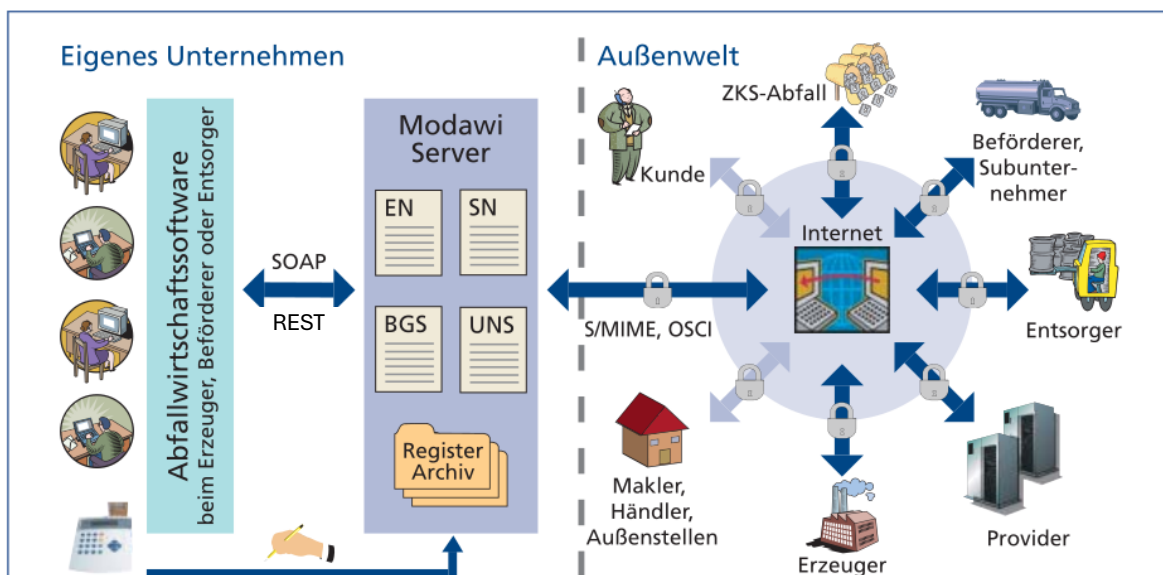 Eigenes Unternehmen
Abfallwirtschaftssoftware
beim Erzeuger, Beförderer oder Entsorger
SOAP
REST
Modawi
Server
EN
SN
BGS
UNS
Register
Archiv
Außenwelt
ZKS-Abfall
Kunde
Beförderer,
Subunter-
nehmer
Internet
S/MIME, OSCI
Entsorger
Makler,
Händler,
Außenstellen
Erzeuger
Provider